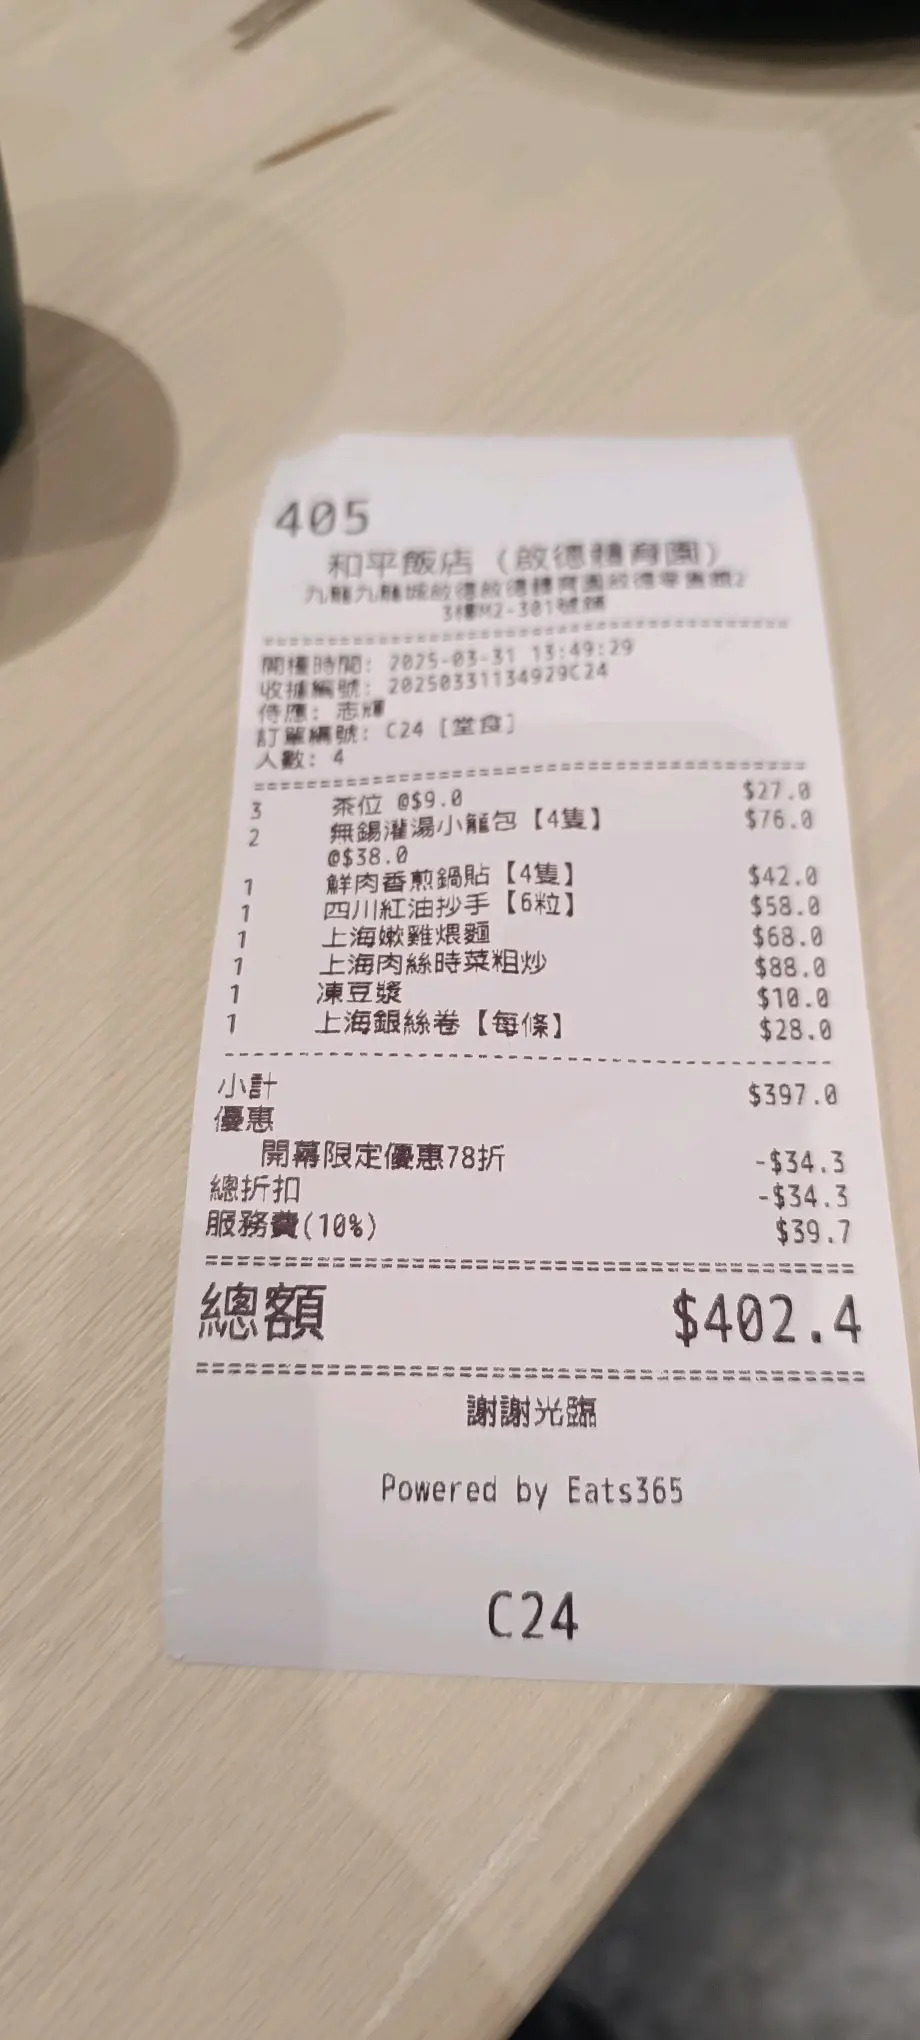 405
和平飯店 (啟德體育園)
九龍九龍城啟德啟德體育園啟德零售館2
3樓M2-301號鋪
開檯時間: 2025-03-31 13:49:29
收據編號: 20250331134929C24
侍應: 志輝
訂單編號: C24 [堂食]
人數: 4
3 茶位 @$9.0 $27.0
2 無錫灌湯小籠包【4隻】 $76.0
@$38.0
1 鮮肉香煎鍋貼【4隻】 $42.0
1 四川紅油抄手【6粒】 $58.0
1 上海嫩雞煨麵 $68.0
1 上海肉絲時菜粗炒 $88.0
1 凍豆漿 $10.0
1 上海銀絲卷【每條】 $28.0
小計 $397.0
優惠
開幕限定優惠78折 -$34.3
總折扣 -$34.3
服務費(10%) $39.7
總額 $402.4
謝謝光臨
Powered by Eats365
C24